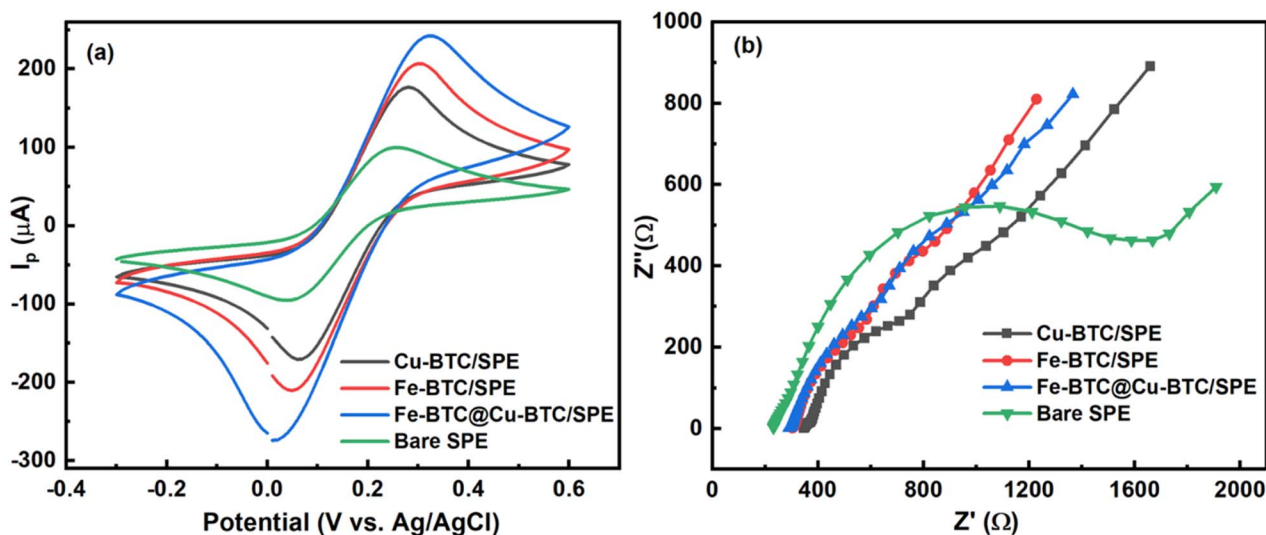 (a)
200
100
0
-100
-200
-300
I_p (μA)
-0.4 -0.2 0.0 0.2 0.4 0.6
Potential (V vs. Ag/AgCl)
Cu-BTC/SPE
Fe-BTC/SPE
Fe-BTC@Cu-BTC/SPE
Bare SPE
(b)
1000
800
600
400
200
0
Z''(Ω)
0 400 800 1200 1600 2000
Z' (Ω)
Cu-BTC/SPE
Fe-BTC/SPE
Fe-BTC@Cu-BTC/SPE
Bare SPE